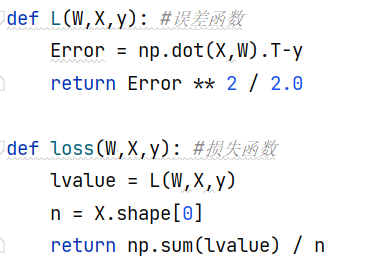 def L(W,X,y): #误差函数
    Error = np.dot(X,W).T-y
    return Error ** 2 / 2.0

def loss(W,X,y): #损失函数
    lvalue = L(W,X,y)
    n = X.shape[0]
    return np.sum(lvalue) / n